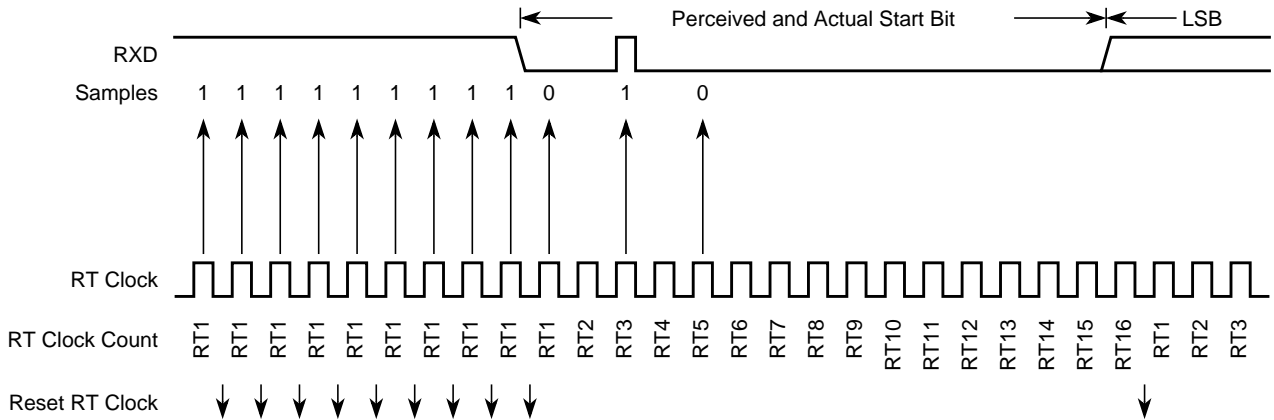 Perceived and Actual Start Bit LSB
RXD
Samples 1 1 1 1 1 1 1 1 1 0 1 0
RT Clock
RT Clock Count RT1 RT1 RT1 RT1 RT1 RT1 RT1 RT1 RT1 RT1 RT2 RT3 RT4 RT5 RT6 RT7 RT8 RT9 RT10 RT11 RT12 RT13 RT14 RT15 RT16 RT1 RT2 RT3
Reset RT Clock